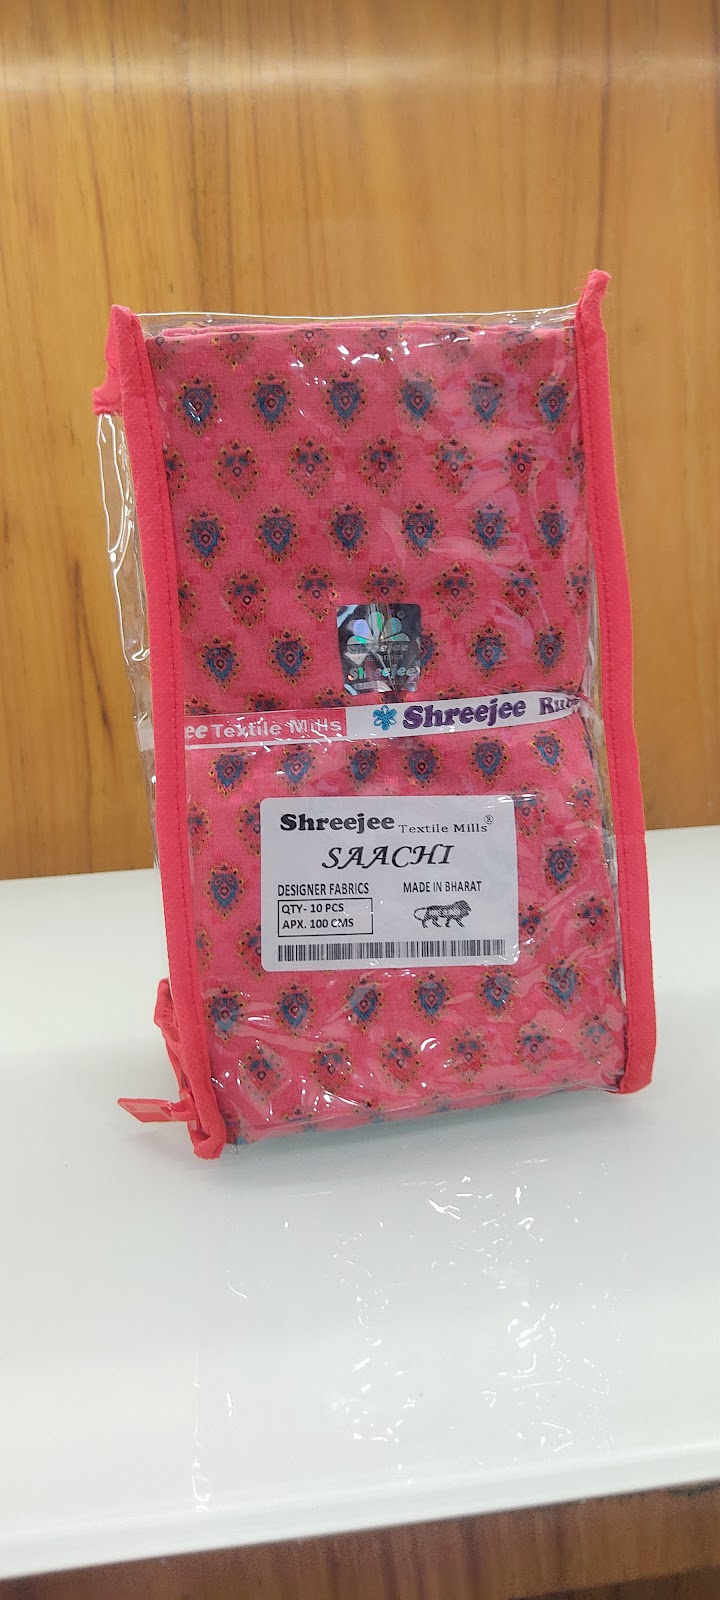 Shreejee
Shreejee
ee Textile Mills
Shreejee
Shreejee Textile Mills®
SAACHI
DESIGNER FABRICS
MADE IN BHARAT
QTY- 10 PCS
APX. 100 CMS